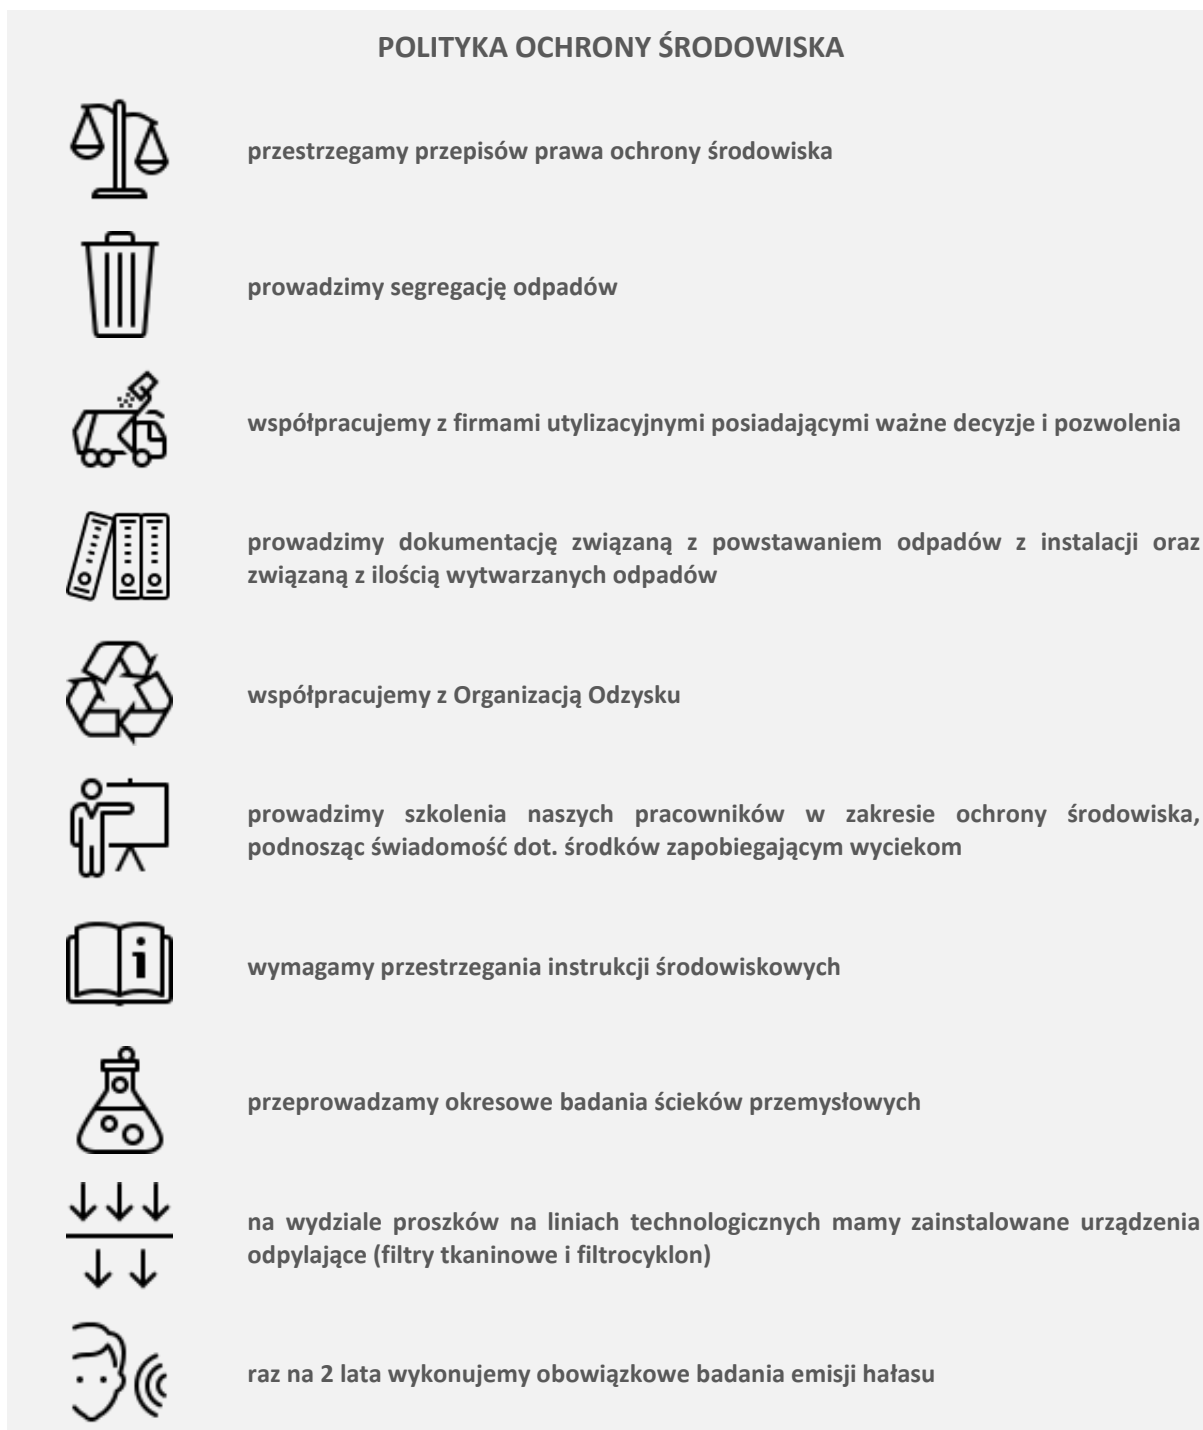 POLITYKA OCHRONY ŚRODOWISKA
przestrzegamy przepisów prawa ochrony środowiska
prowadzimy segregację odpadów
współpracujemy z firmami utylizacyjnymi posiadającymi ważne decyzje i pozwolenia
prowadzimy dokumentację związaną z powstawaniem odpadów z instalacji oraz
związaną z ilością wytwarzanych odpadów
współpracujemy z Organizacją Odzysku
prowadzimy szkolenia naszych pracowników w zakresie ochrony środowiska,
podnosząc świadomość dot. środków zapobiegającym wyciekom
i
wymagamy przestrzegania instrukcji środowiskowych
przeprowadzamy okresowe badania ścieków przemysłowych
na wydziale proszków na liniach technologicznych mamy zainstalowane urządzenia
odpylające (filtry tkaninowe i filtrocyklon)
raz na 2 lata wykonujemy obowiązkowe badania emisji hałasu